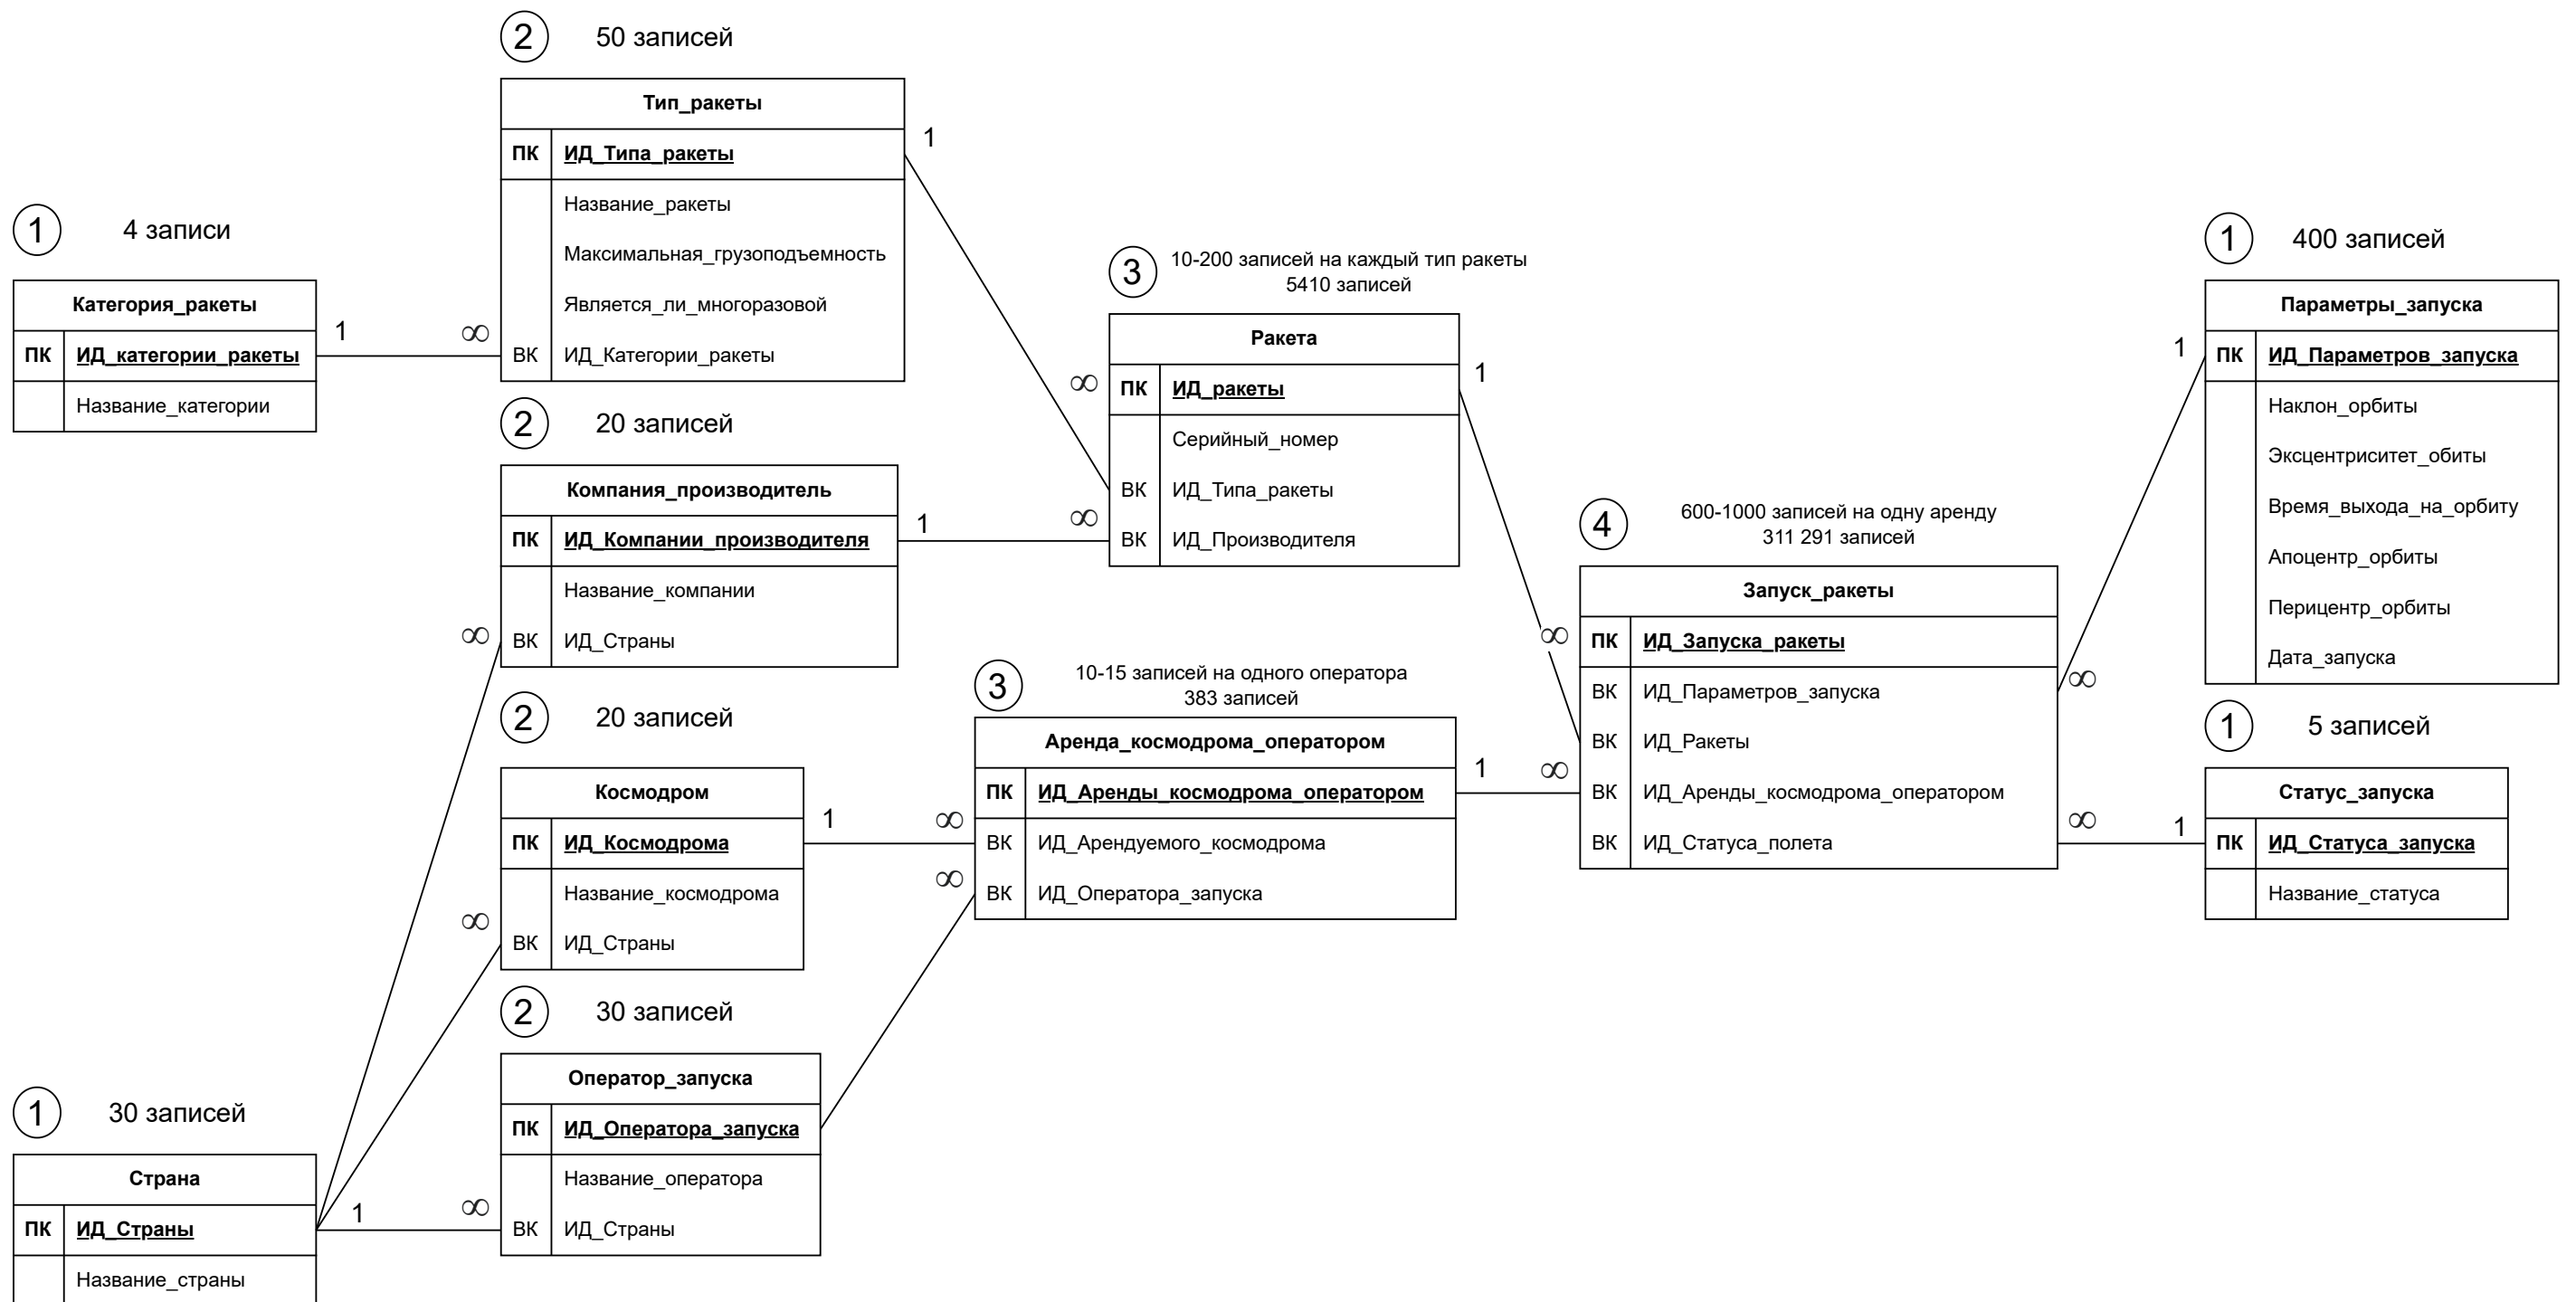 2
50 записей
Тип_ракеты
ПК ИД_Типа_ракеты
Название_ракеты
Максимальная_грузоподъемность
Является_ли_многоразовой
ВК ИД_Категории_ракеты
1
1
4 записи
Категория_ракеты
ПК ИД_категории_ракеты
Название_категории
1
∞
2
20 записей
Компания_производитель
ПК ИД_Компании_производителя
Название_компании
ВК ИД_Страны
1
∞
2
20 записей
Космодром
ПК ИД_Космодрома
Название_космодрома
ВК ИД_Страны
1
∞
2
30 записей
Оператор_запуска
ПК ИД_Оператора_запуска
Название_оператора
ВК ИД_Страны
1
30 записей
Страна
ПК ИД_Страны
Название_страны
1
∞
3
10-200 записей на каждый тип ракеты
5410 записей
Ракета
ПК ИД_ракеты
Серийный_номер
ВК ИД_Типа_ракеты
ВК ИД_Производителя
∞
∞
1
3
10-15 записей на одного оператора
383 записей
Аренда_космодрома_оператором
ПК ИД_Аренды_космодрома_оператором
ВК ИД_Арендуемого_космодрома
ВК ИД_Оператора_запуска
∞
∞
1
4
600-1000 записей на одну аренду
311 291 записей
Запуск_ракеты
ПК ИД_Запуска_ракеты
ВК ИД_Параметров_запуска
ВК ИД_Ракеты
ВК ИД_Аренды_космодрома_оператором
ВК ИД_Статуса_полета
∞
∞
∞
∞
1
400 записей
Параметры_запуска
ПК ИД_Параметров_запуска
Наклон_орбиты
Эксцентриситет_обиты
Время_выхода_на_орбиту
Апоцентр_орбиты
Перицентр_орбиты
Дата_запуска
1
1
5 записей
Статус_запуска
ПК ИД_Статуса_запуска
Название_статуса
1